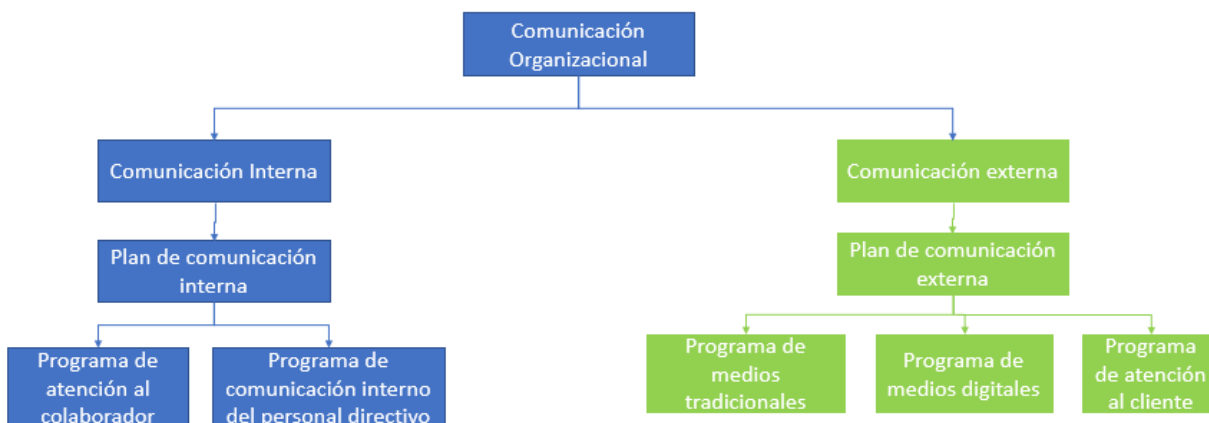 Comunicación
Organizacional
Comunicación Interna
Comunicación externa
Plan de comunicación
interna
Plan de comunicación
externa
Programa de
atención al
colaborador
Programa de
comunicación interno
del personal directivo
Programa de
medios
tradicionales
Programa de
medios digitales
Programa
de atención
al cliente